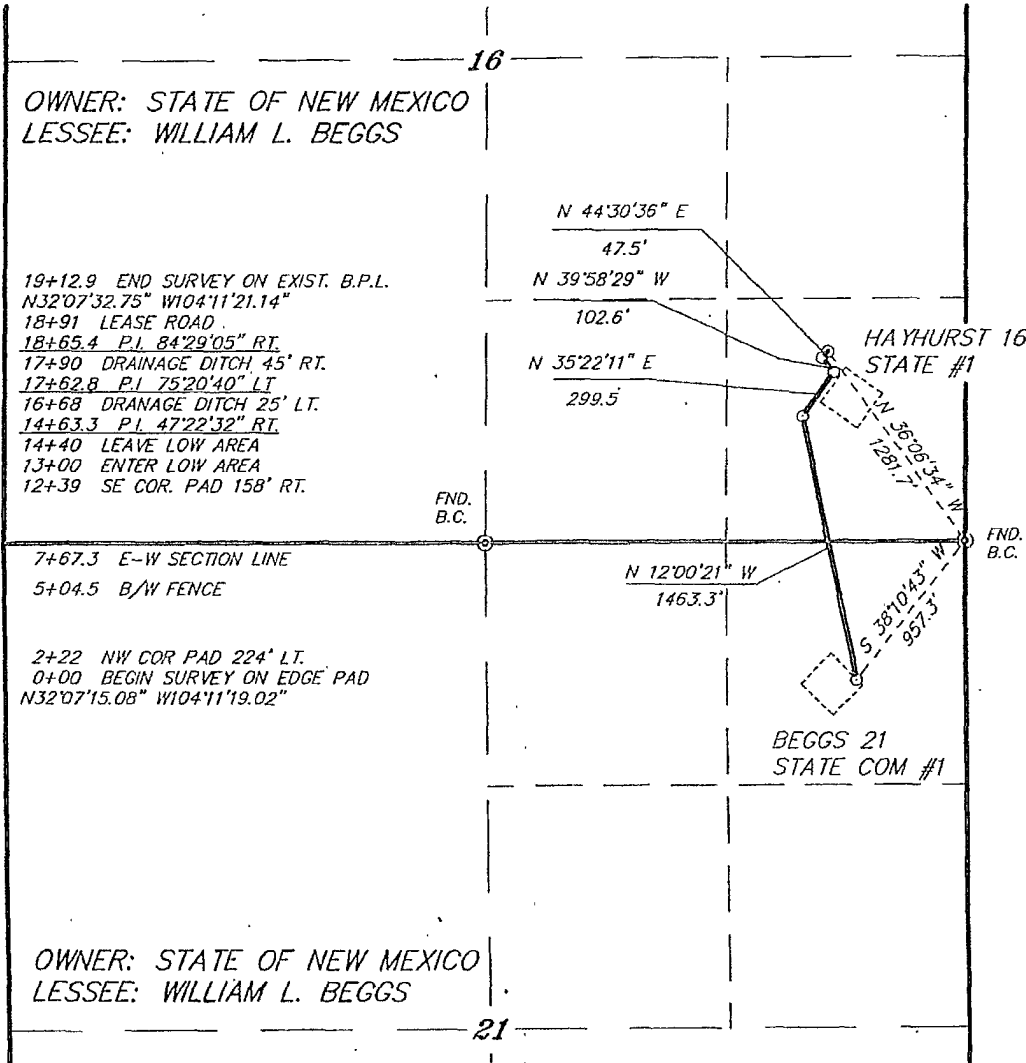 16
OWNER: STATE OF NEW MEXICO
LESSEE: WILLIAM L. BEGGS
N 44°30'36" E
47.5'
N 39°58'29" W
102.6'
N 35°22'11" E
299.5
19+12.9 END SURVEY ON EXIST. B.P.L.
N32°07'32.75" W104°11'21.14"
18+91 LEASE ROAD
18+65.4 P.I. 84°29'05" RT.
17+90 DRAINAGE DITCH 45' RT.
17+62.8 P.I 75°20'40" LT
16+68 DRANAGE DITCH 25' LT.
14+63.3 P.I. 47°22'32" RT.
14+40 LEAVE LOW AREA
13+00 ENTER LOW AREA
12+39 SE COR. PAD 158' RT.
HAYHURST 16
STATE #1
N 36°06'34" W
1281.7'
FND.
B.C.
FND.
B.C.
7+67.3 E-W SECTION LINE
5+04.5 B/W FENCE
N 12°00'21" W
1463.3'
S 38°10'43" W
957.3'
2+22 NW COR PAD 224' LT.
0+00 BEGIN SURVEY ON EDGE PAD
N32°07'15.08" W104°11'19.02"
BEGGS 21
STATE COM #1
OWNER: STATE OF NEW MEXICO
LESSEE: WILLIAM L. BEGGS
21